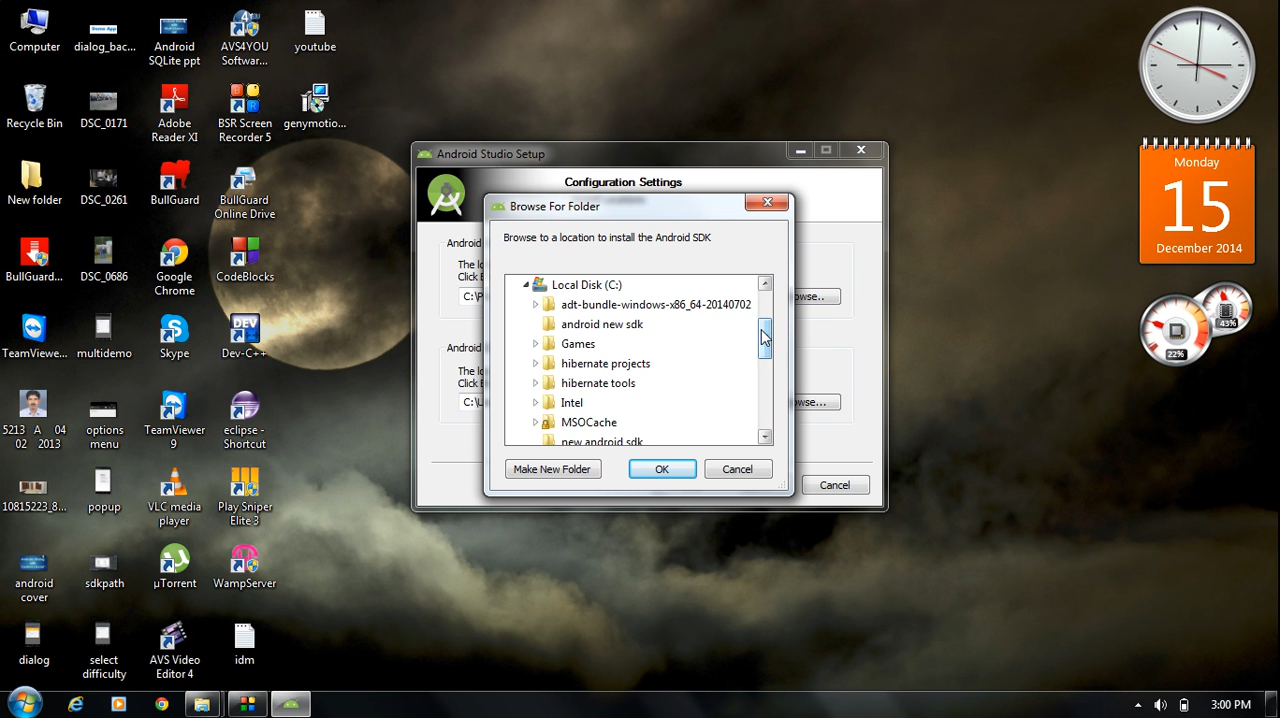 Computer
dialog_bac...
Android
SQLite ppt
AVS4YOU
Softwar...
youtube
Recycle Bin
DSC_0171
Adobe
Reader XI
BSR Screen
Recorder 5
genymotio...
New folder
DSC_0261
BullGuard
BullGuard
Online Drive
BullGuard...
DSC_0686
Google
Chrome
CodeBlocks
TeamViewe...
multidemo
Skype
Dev-C++
5213 A 04
02 2013
options
menu
TeamViewer
9
eclipse -
Shortcut
10815223_8...
popup
VLC media
player
Play Sniper
Elite 3
android
cover
sdkpath
µTorrent
WampServer
dialog
select
difficulty
AVS Video
Editor 4
idm
Android Studio Setup
Configuration Settings
Android
The lo
Click B
C:\P
owse..
Android
The lo
Click B
C:\L
owse...
Cancel
Browse For Folder
Browse to a location to install the Android SDK
Local Disk (C:)
adt-bundle-windows-x86_64-20140702
android new sdk
Games
hibernate projects
hibernate tools
Intel
MSOCache
new android sdk
Make New Folder
OK
Cancel
Monday
15
December 2014
43%
22%
3:00 PM